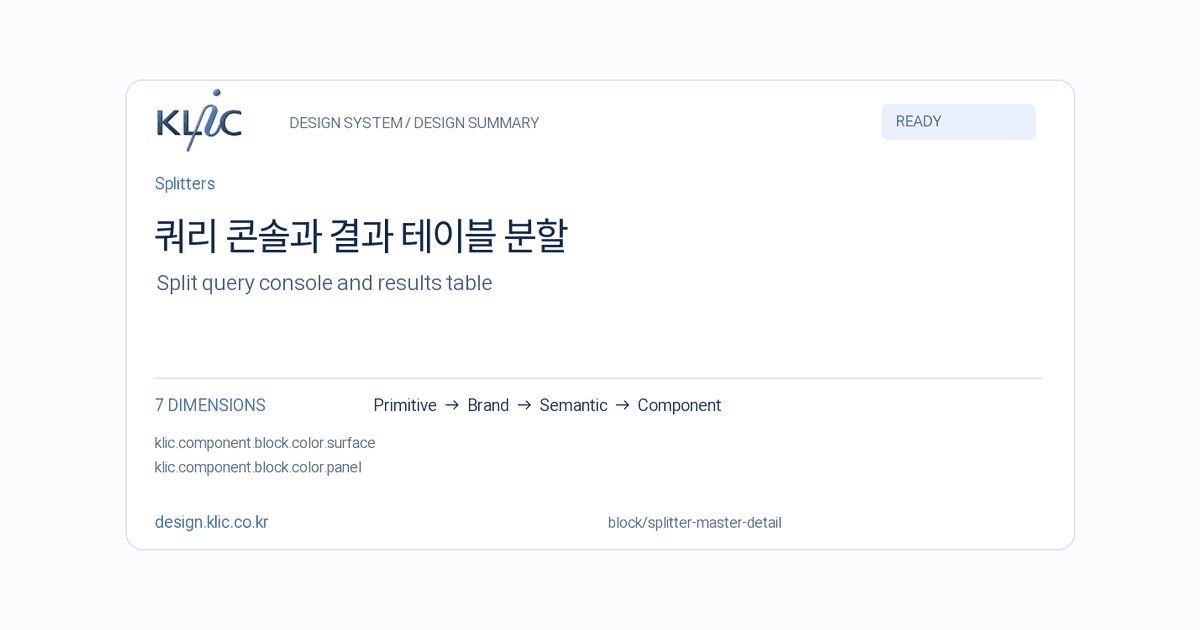 KLiC
DESIGN SYSTEM / DESIGN SUMMARY
READY
Splitters
쿼리 콘솔과 결과 테이블 분할
Split query console and results table
7 DIMENSIONS
Primitive → Brand → Semantic → Component
klic.component.block.color.surface
klic.component.block.color.panel
design.klic.co.kr
block/splitter-master-detail